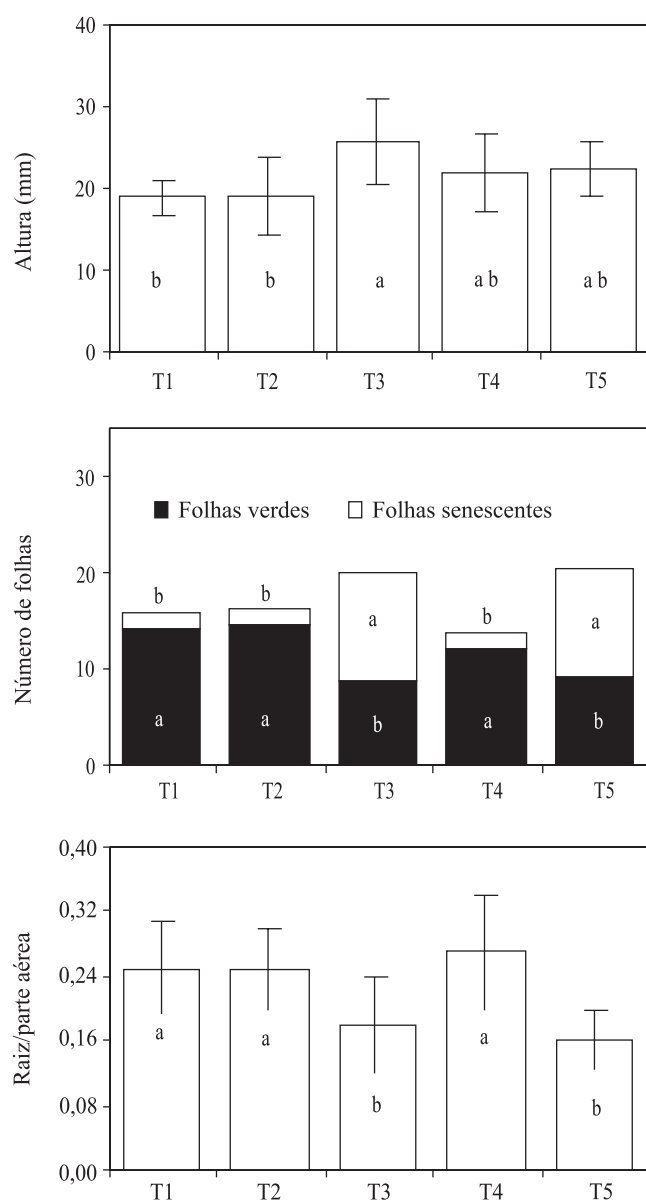 40
30
Altura (mm)
20
10
b b a a b a b
0
T1 T2 T3 T4 T5
30
Folhas verdes Folhas senescentes
Número de folhas
20
b b a b a
10
a a b a b
0
T1 T2 T3 T4 T5
0,40
0,32
Raiz/parte aérea
0,24
0,16
a a b a b
0,08
0,00
T1 T2 T3 T4 T5